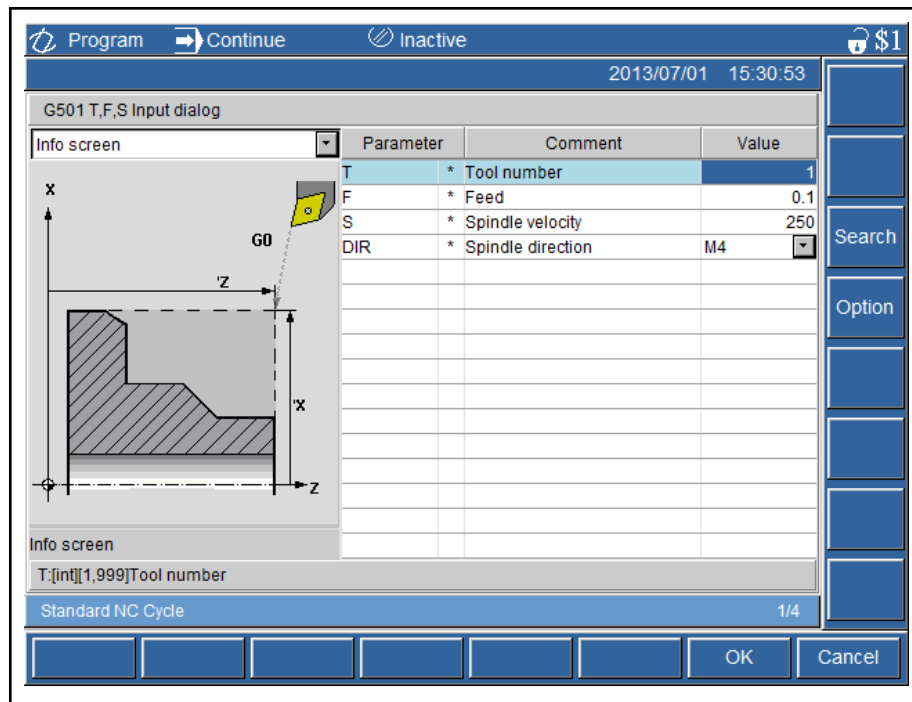 Program Continue Inactive $1
2013/07/01 15:30:53
G501 T,F,S Input dialog
Info screen
Parameter Comment Value
T * Tool number 1
F * Feed 0.1
S * Spindle velocity 250
DIR * Spindle direction M4
X
G0
'Z
'X
Z
Info screen
T:[int][1,999]Tool number
Standard NC Cycle 1/4
Search
Option
OK Cancel